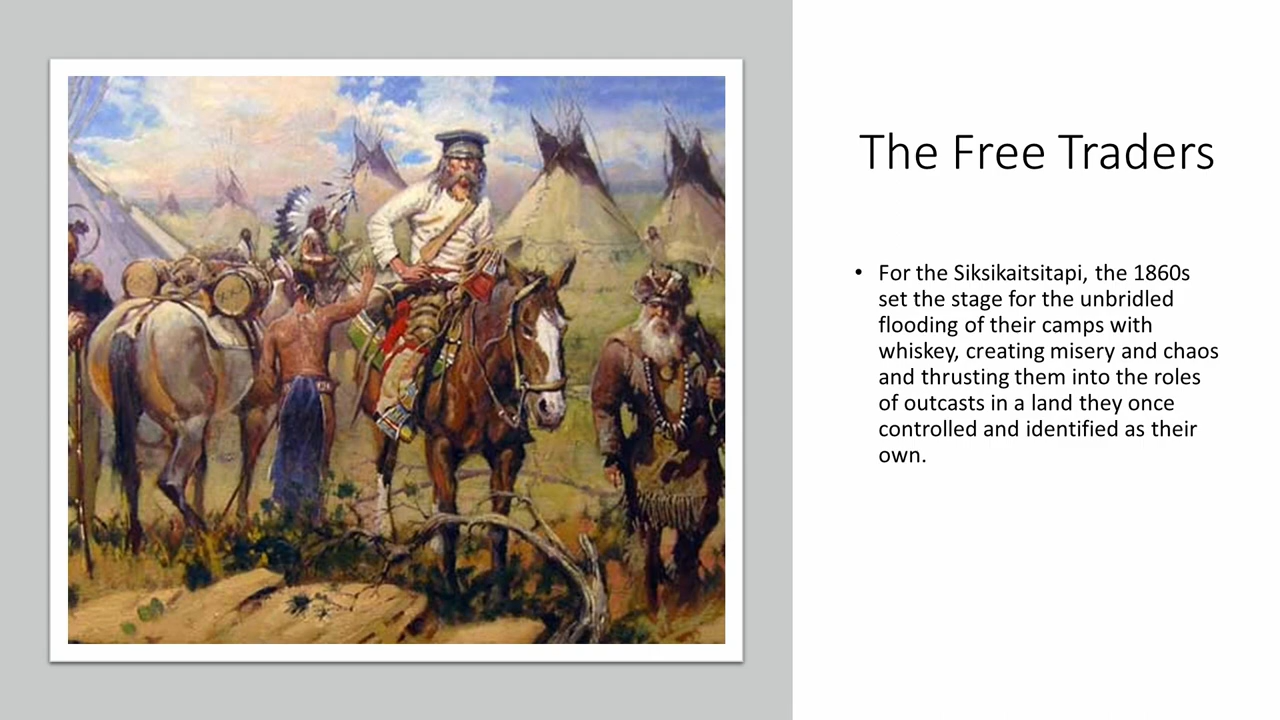 The Free Traders
• For the Siksikaitsitapi, the 1860s
set the stage for the unbridled
flooding of their camps with
whiskey, creating misery and chaos
and thrusting them into the roles
of outcasts in a land they once
controlled and identified as their
own.